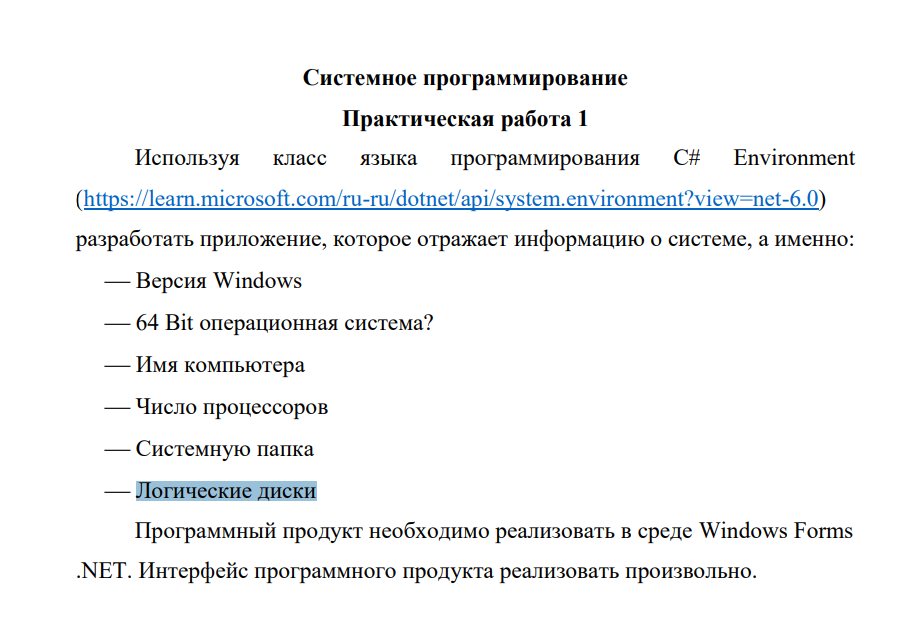 Системное программирование
Практическая работа 1
Используя класс языка программирования C# Environment
(https://learn.microsoft.com/ru-ru/dotnet/api/system.environment?view=net-6.0)
разработать приложение, которое отражает информацию о системе, а именно:
— Версия Windows
— 64 Bit операционная система?
— Имя компьютера
— Число процессоров
— Системную папка
— Логические диски
Программный продукт необходимо реализовать в среде Windows Forms
.NET. Интерфейс программного продукта реализовать произвольно.